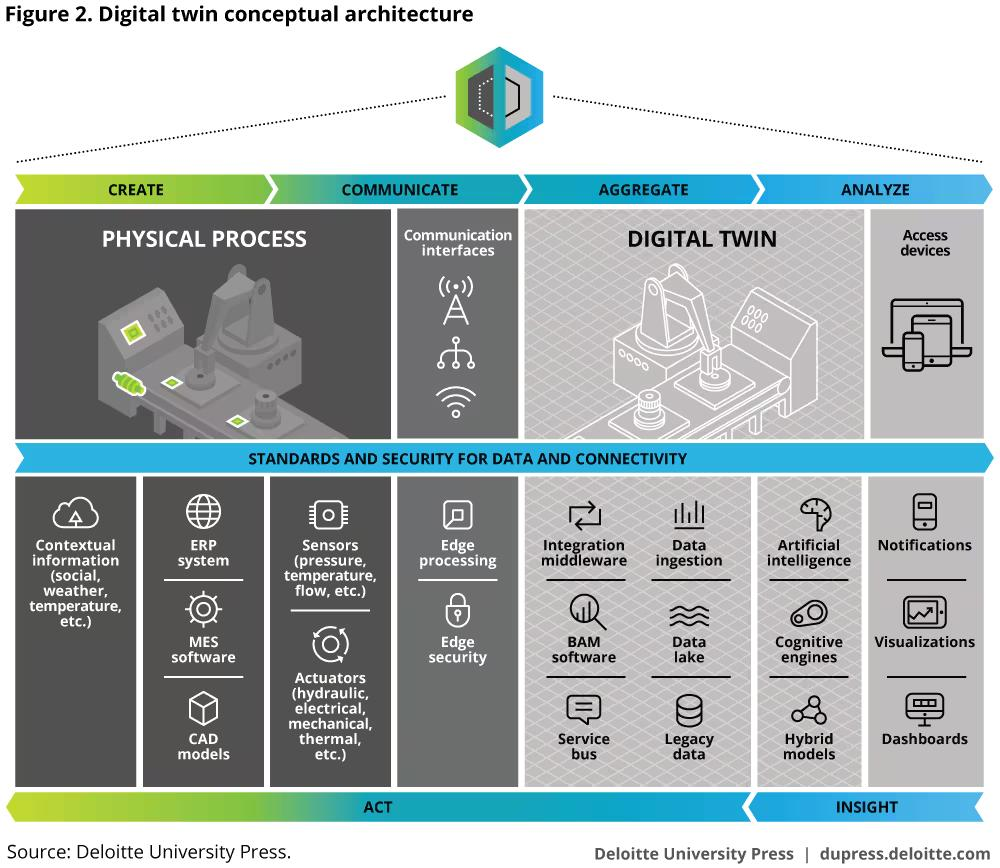 Figure 2. Digital twin conceptual architecture
CREATE
COMMUNICATE
AGGREGATE
ANALYZE
PHYSICAL PROCESS
Communication
interfaces
DIGITAL TWIN
Access
devices
STANDARDS AND SECURITY FOR DATA AND CONNECTIVITY
Contextual
information
(social,
weather,
temperature,
etc.)
ERP
system
MES
software
CAD
models
Sensors
(pressure,
temperature,
flow, etc.)
Actuators
(hydraulic,
electrical,
mechanical,
thermal,
etc.)
Edge
processing
Edge
security
Integration
middleware
BAM
software
Service
bus
Data
ingestion
Data
lake
Legacy
data
Artificial
intelligence
Cognitive
engines
Hybrid
models
Notifications
Visualizations
Dashboards
ACT
INSIGHT
Source: Deloitte University Press.
Deloitte University Press | dupress.deloitte.com